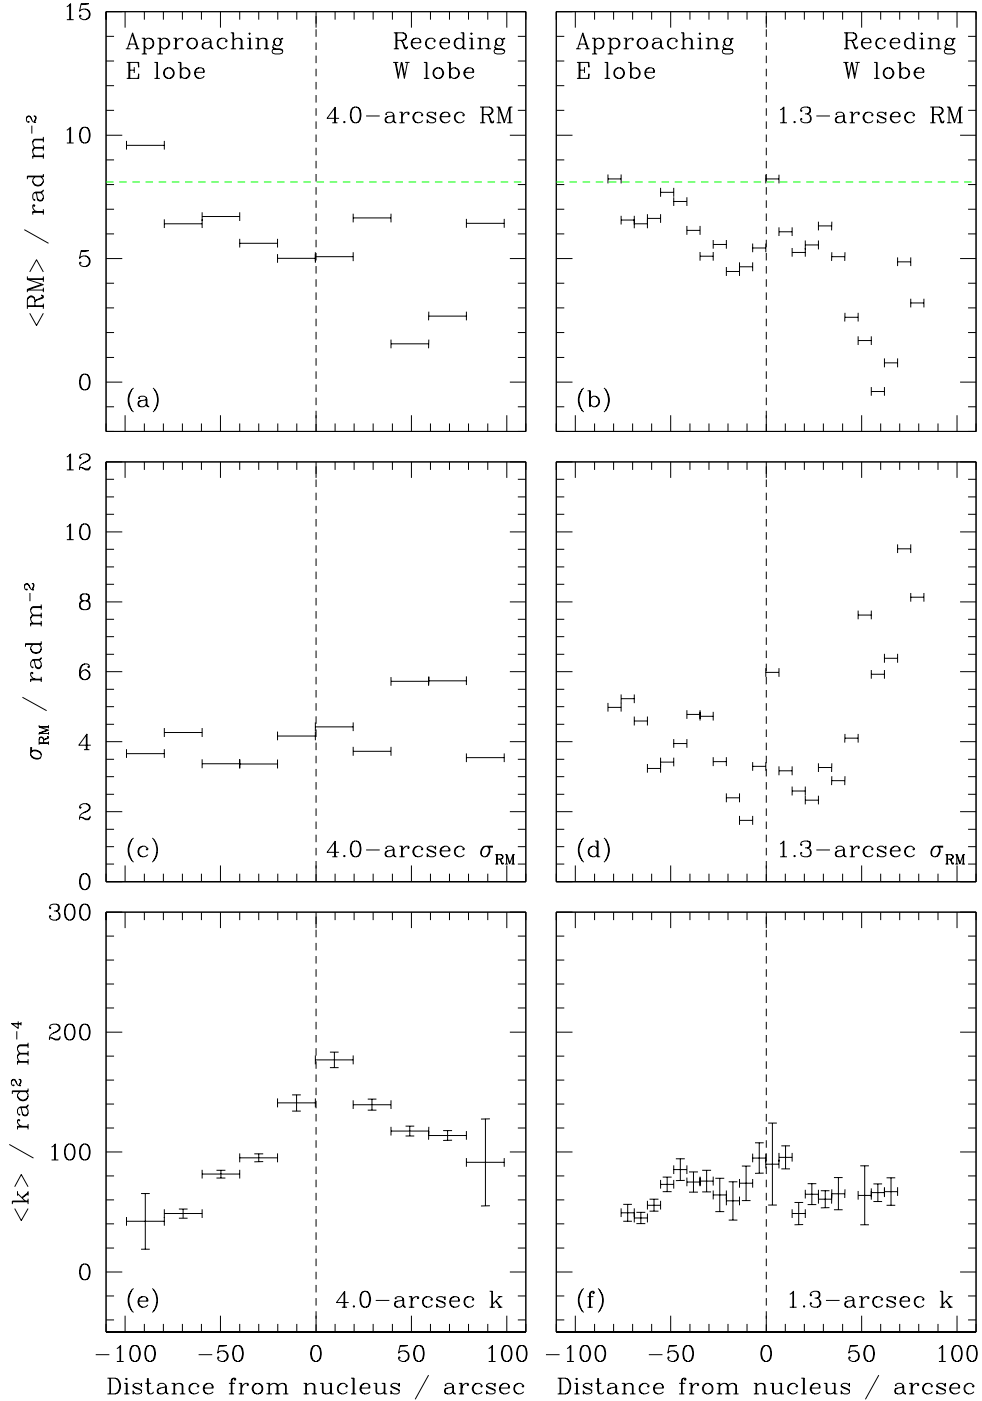 15
10
5
0
<RM> / rad m⁻²
Approaching
E lobe
Receding
W lobe
4.0−arcsec RM
(a)
Approaching
E lobe
Receding
W lobe
1.3−arcsec RM
(b)
12
10
8
6
4
2
0
σRM / rad m⁻²
(c)
4.0−arcsec σRM
(d)
1.3−arcsec σRM
300
200
100
0
<k> / rad² m⁻⁴
(e)
4.0−arcsec k
(f)
1.3−arcsec k
−100 −50 0 50 100
−100 −50 0 50 100
Distance from nucleus / arcsec
Distance from nucleus / arcsec